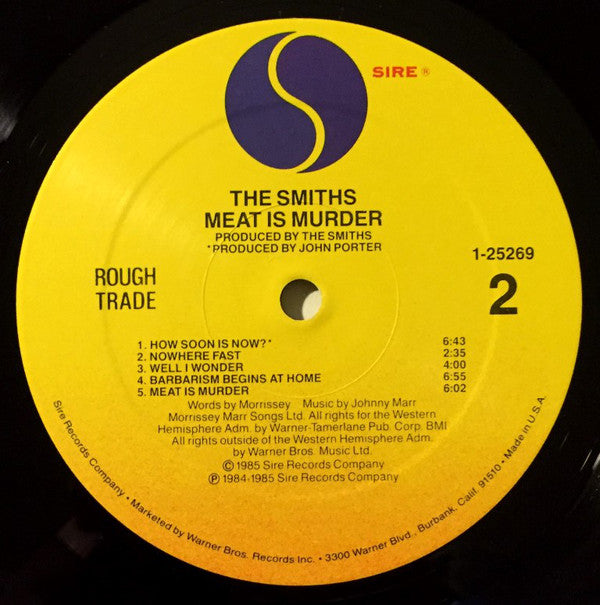 SIRE ®
THE SMITHS
MEAT IS MURDER
PRODUCED BY THE SMITHS
*PRODUCED BY JOHN PORTER
1-25269
ROUGH
TRADE
2
1. HOW SOON IS NOW?* 6:43
2. NOWHERE FAST 2:35
3. WELL I WONDER 4:00
4. BARBARISM BEGINS AT HOME 6:55
5. MEAT IS MURDER 6:02
Words by Morrissey Music by Johnny Marr
Morrissey Marr Songs Ltd. All rights for the Western
Hemisphere Adm. by Warner-Tamerlane Pub. Corp. BMI
All rights outside of the Western Hemisphere Adm.
by Warner Bros. Music Ltd.
© 1985 Sire Records Company
℗ 1984-1985 Sire Records Company
Sire Records Company • Marketed by Warner Bros. Records Inc. • 3300 Warner Blvd., Burbank, Calif. 91510 • Made in U.S.A.